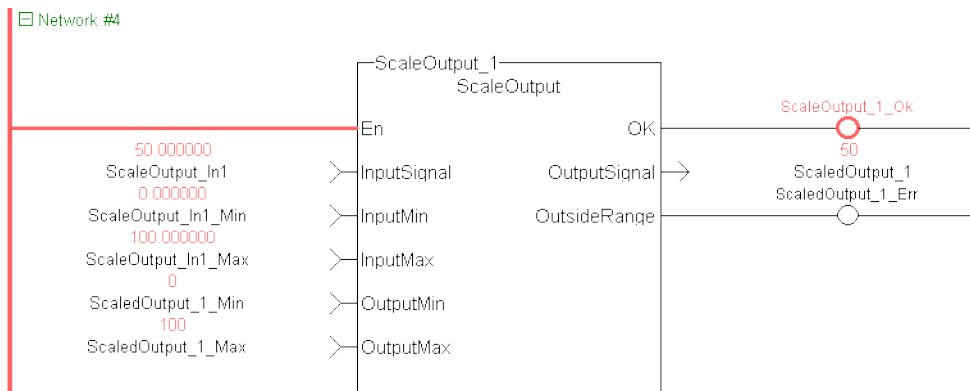 Network #4
ScaleOutput_1
ScaleOutput
En
OK
ScaleOutput_1_Ok
50.000000
ScaleOutput_In1
InputSignal
OutputSignal
50
ScaledOutput_1
0.000000
ScaleOutput_In1_Min
InputMin
OutsideRange
ScaledOutput_1_Err
100.000000
ScaleOutput_In1_Max
InputMax
0
ScaledOutput_1_Min
OutputMin
100
ScaledOutput_1_Max
OutputMax